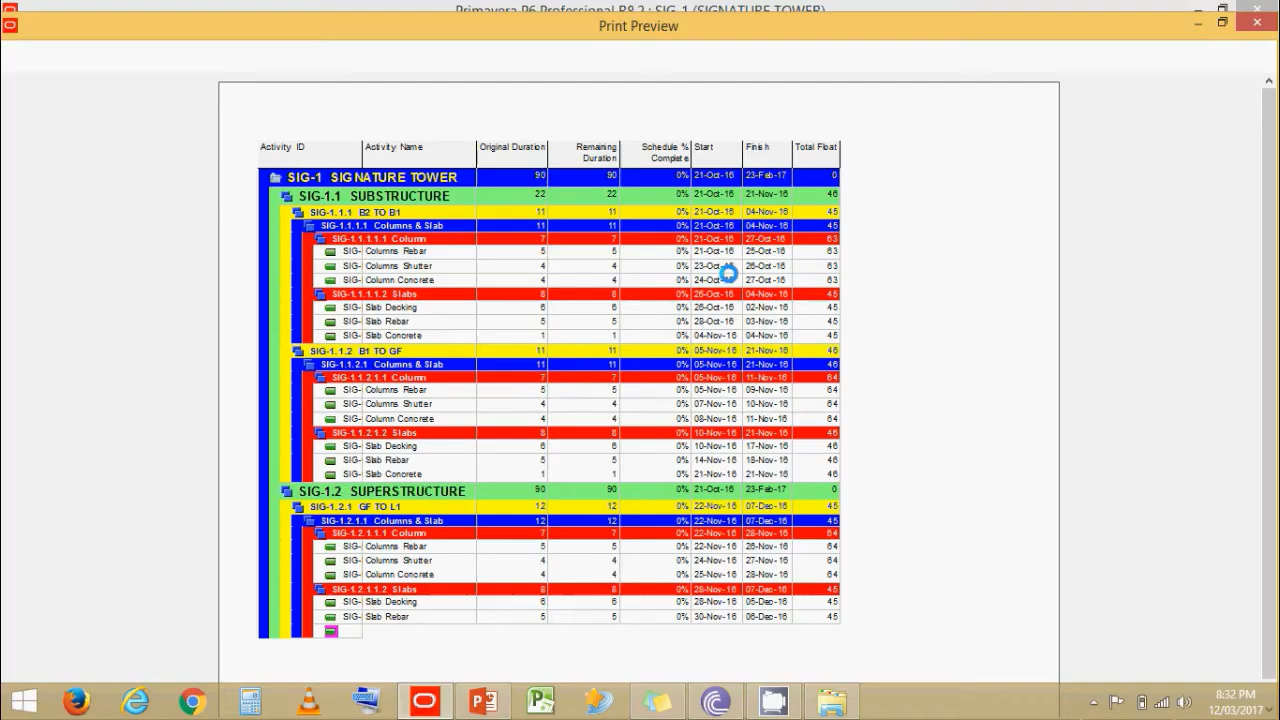 Primavera P6 Professional R8.2 : SIG-1 (SIGNATURE TOWER)
Print Preview
Activity ID Activity Name Original Duration Remaining Duration Schedule % Complete Start Finish Total Float
SIG-1 SIGNATURE TOWER 90 90 0% 21-Oct-16 23-Feb-17 0
SIG-1.1 SUBSTRUCTURE 22 22 0% 21-Oct-16 21-Nov-16 46
SIG-1.1.1 B2 TO B1 11 11 0% 21-Oct-16 04-Nov-16 45
SIG-1.1.1.1 Columns & Slab 11 11 0% 21-Oct-16 04-Nov-16 45
SIG-1.1.1.1.1 Column 7 7 0% 21-Oct-16 27-Oct-16 63
SIG- Columns Rebar 5 5 0% 21-Oct-16 25-Oct-16 63
SIG- Columns Shutter 4 4 0% 23-Oct-16 26-Oct-16 63
SIG- Column Concrete 4 4 0% 24-Oct-16 27-Oct-16 63
SIG-1.1.1.1.2 Slabs 8 8 0% 26-Oct-16 04-Nov-16 45
SIG- Slab Decking 6 6 0% 26-Oct-16 02-Nov-16 45
SIG- Slab Rebar 5 5 0% 28-Oct-16 03-Nov-16 45
SIG- Slab Concrete 1 1 0% 04-Nov-16 04-Nov-16 45
SIG-1.1.2 B1 TO GF 11 11 0% 05-Nov-16 21-Nov-16 46
SIG-1.1.2.1 Columns & Slab 11 11 0% 05-Nov-16 21-Nov-16 46
SIG-1.1.2.1.1 Column 7 7 0% 05-Nov-16 11-Nov-16 64
SIG- Columns Rebar 5 5 0% 05-Nov-16 09-Nov-16 64
SIG- Columns Shutter 4 4 0% 07-Nov-16 10-Nov-16 64
SIG- Column Concrete 4 4 0% 08-Nov-16 11-Nov-16 64
SIG-1.1.2.1.2 Slabs 8 8 0% 10-Nov-16 21-Nov-16 46
SIG- Slab Decking 6 6 0% 10-Nov-16 17-Nov-16 46
SIG- Slab Rebar 5 5 0% 14-Nov-16 18-Nov-16 46
SIG- Slab Concrete 1 1 0% 21-Nov-16 21-Nov-16 46
SIG-1.2 SUPERSTRUCTURE 90 90 0% 21-Oct-16 23-Feb-17 0
SIG-1.2.1 GF TO L1 12 12 0% 22-Nov-16 07-Dec-16 45
SIG-1.2.1.1 Columns & Slab 12 12 0% 22-Nov-16 07-Dec-16 45
SIG-1.2.1.1.1 Column 7 7 0% 22-Nov-16 28-Nov-16 64
SIG- Columns Rebar 5 5 0% 22-Nov-16 26-Nov-16 64
SIG- Columns Shutter 4 4 0% 24-Nov-16 27-Nov-16 64
SIG- Column Concrete 4 4 0% 25-Nov-16 28-Nov-16 64
SIG-1.2.1.1.2 Slabs 8 8 0% 28-Nov-16 07-Dec-16 45
SIG- Slab Decking 6 6 0% 28-Nov-16 05-Dec-16 45
SIG- Slab Rebar 5 5 0% 30-Nov-16 06-Dec-16 45
8:32 PM
12/03/2017